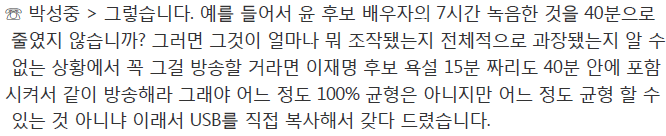 ☏ 박성중 > 그렇습니다. 예를 들어서 윤 후보 배우자의 7시간 녹음한 것을 40분으로
줄였지 않습니까? 그러면 그것이 얼마나 뭐 조작됐는지 전체적으로 과장됐는지 알 수
없는 상황에서 꼭 그걸 방송할 거라면 이재명 후보 욕설 15분 짜리도 40분 안에 포함
시켜서 같이 방송해라 그래야 어느 정도 100% 균형은 아니지만 어느 정도 균형 할 수
있는 것 아니냐 이래서 USB를 직접 복사해서 갖다 드렸습니다.